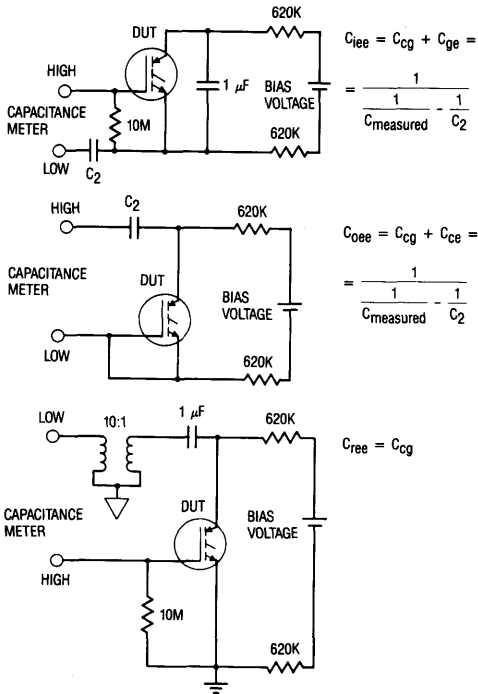 620K
DUT
HIGH
CAPACITANCE
METER
10M
1 μF
BIAS
VOLTAGE
620K
LOW
C2
Ciee = Ccg + Cge =
= 1
1 - 1
Cmeasured C2
HIGH
C2
620K
CAPACITANCE
METER
DUT
BIAS
VOLTAGE
LOW
620K
Coee = Ccg + Cce =
= 1
1 - 1
Cmeasured C2
LOW
10:1
1 μF
620K
Cree = Ccg
CAPACITANCE
METER
DUT
BIAS
VOLTAGE
HIGH
10M
620K